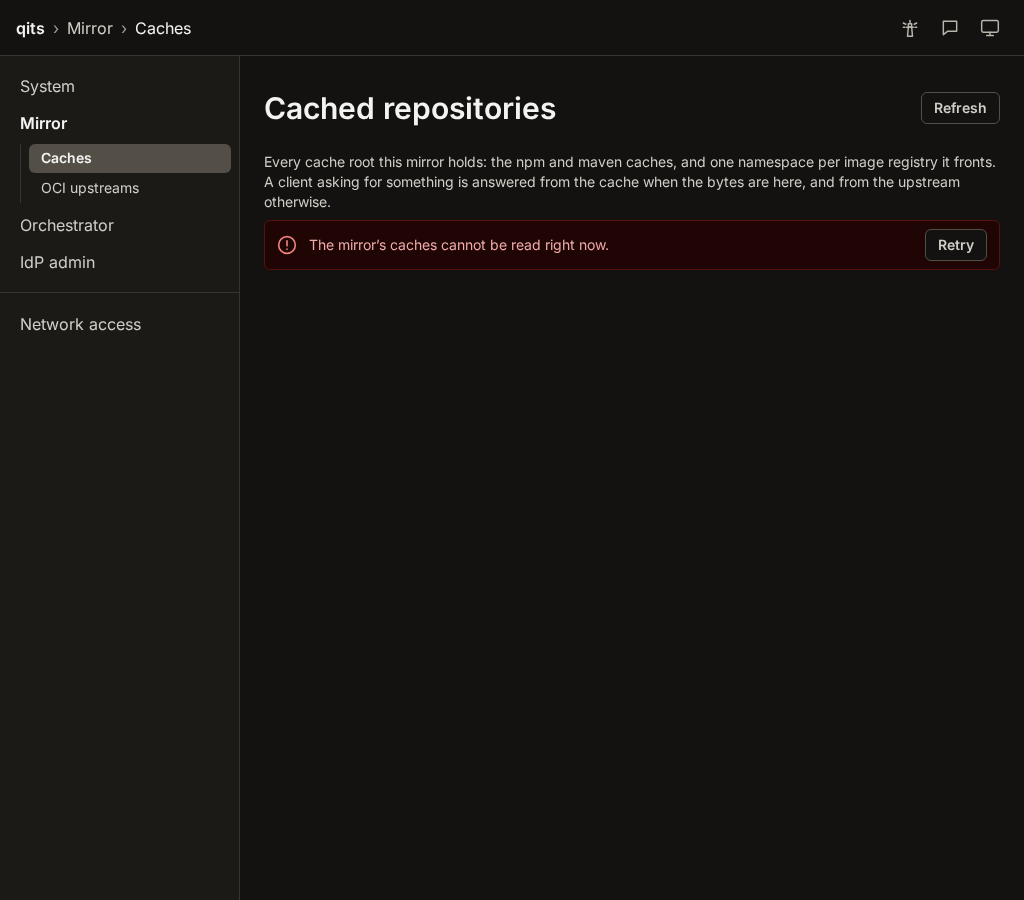 qits › Mirror › Caches
System
Mirror
Caches
OCI upstreams
Orchestrator
IdP admin
Network access
Cached repositories
Refresh
Every cache root this mirror holds: the npm and maven caches, and one namespace per image registry it fronts.
A client asking for something is answered from the cache when the bytes are here, and from the upstream
otherwise.
The mirror’s caches cannot be read right now.
Retry